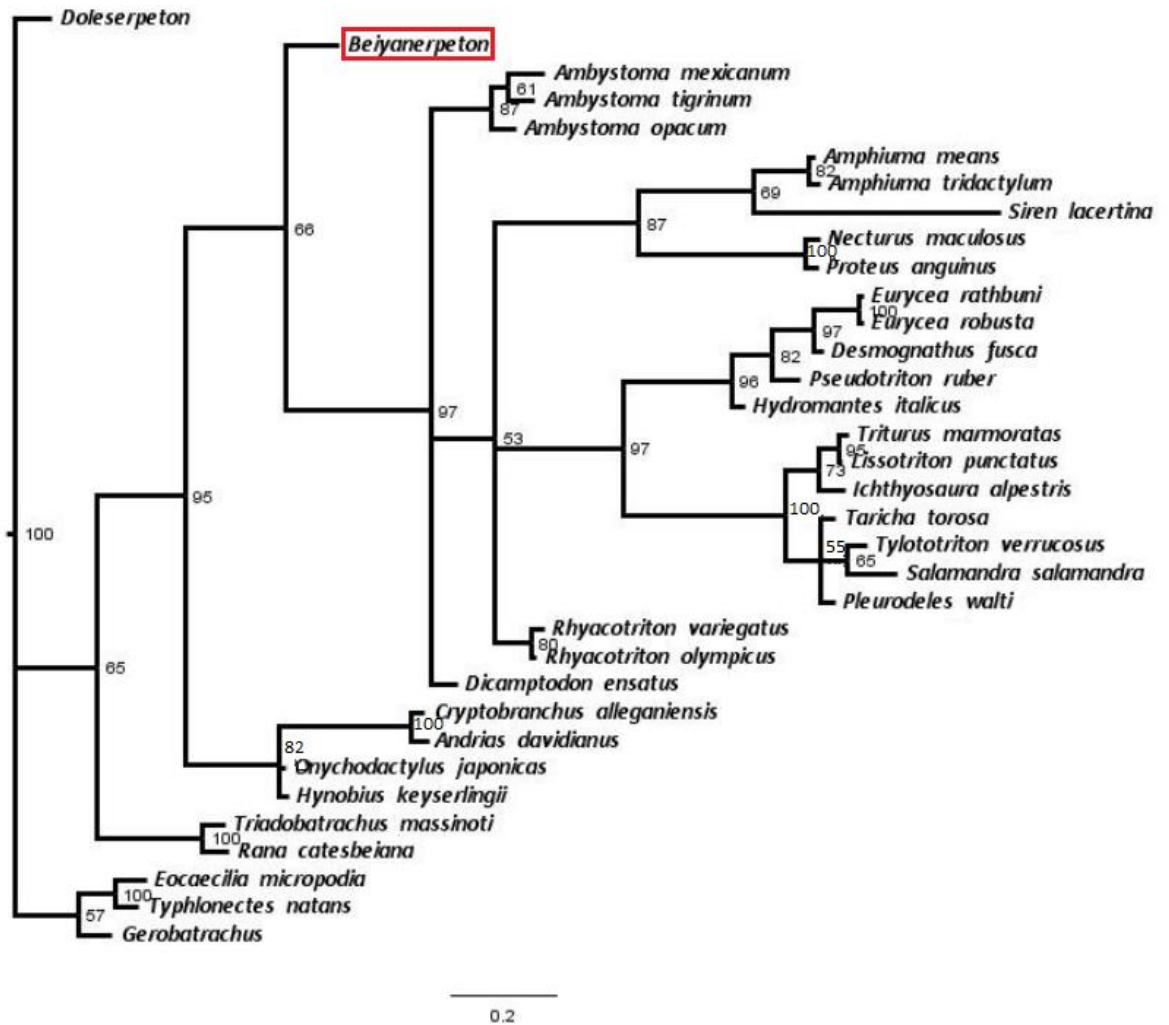 Doleserpeton
Beiyanerpeton
Ambystoma mexicanum
61
Ambystoma tigrinum
87
Ambystoma opacum
Amphiuma means
82
Amphiuma tridactylum
69
Siren lacertina
87
Necturus maculosus
100
Proteus anguinus
Eurycea rathbuni
100
Eurycea robusta
97
Desmognathus fusca
82
Pseudotriton ruber
96
Hydromantes italicus
66
97
53
97
Triturus marmoratas
95
Lissotriton punctatus
73
Ichthyosaura alpestris
100
Taricha torosa
55
Tylototriton verrucosus
65
Salamandra salamandra
Pleurodeles walti
95
100
Rhyacotriton variegatus
80
Rhyacotriton olympicus
65
Dicamptodon ensatus
Cryptobranchus alleganiensis
100
Andrias davidianus
82
Onychodactylus japonicas
Hynobius keyserlingii
Triadobatrachus massinoti
100
Rana catesbeiana
Eocaecilia micropodia
100
Typhlonectes natans
57
Gerobatrachus
0.2